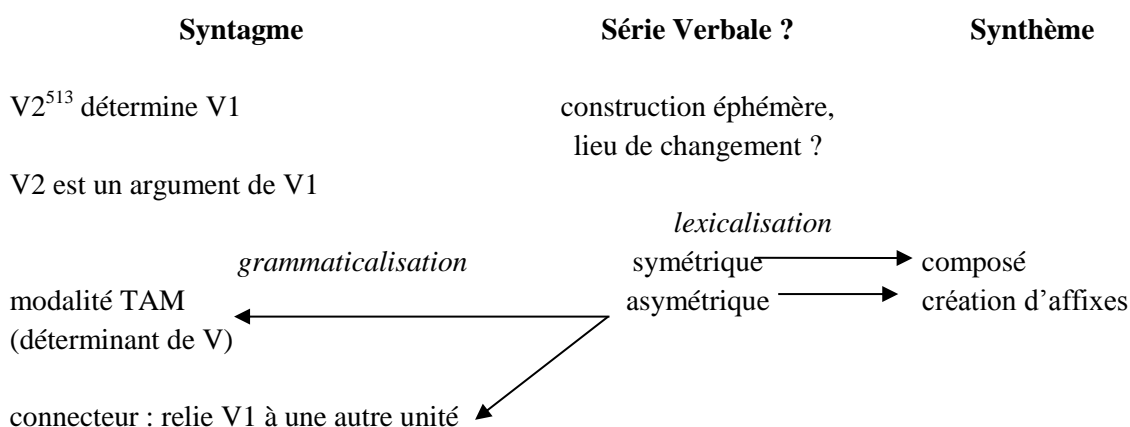 Syntagme Série Verbale ? Synthème
V2513 détermine V1 construction éphémère,
lieu de changement ?
V2 est un argument de V1
lexicalisation
grammaticalisation symétrique composé
modalité TAM asymétrique création d’affixes
(déterminant de V)
connecteur : relie V1 à une autre unité